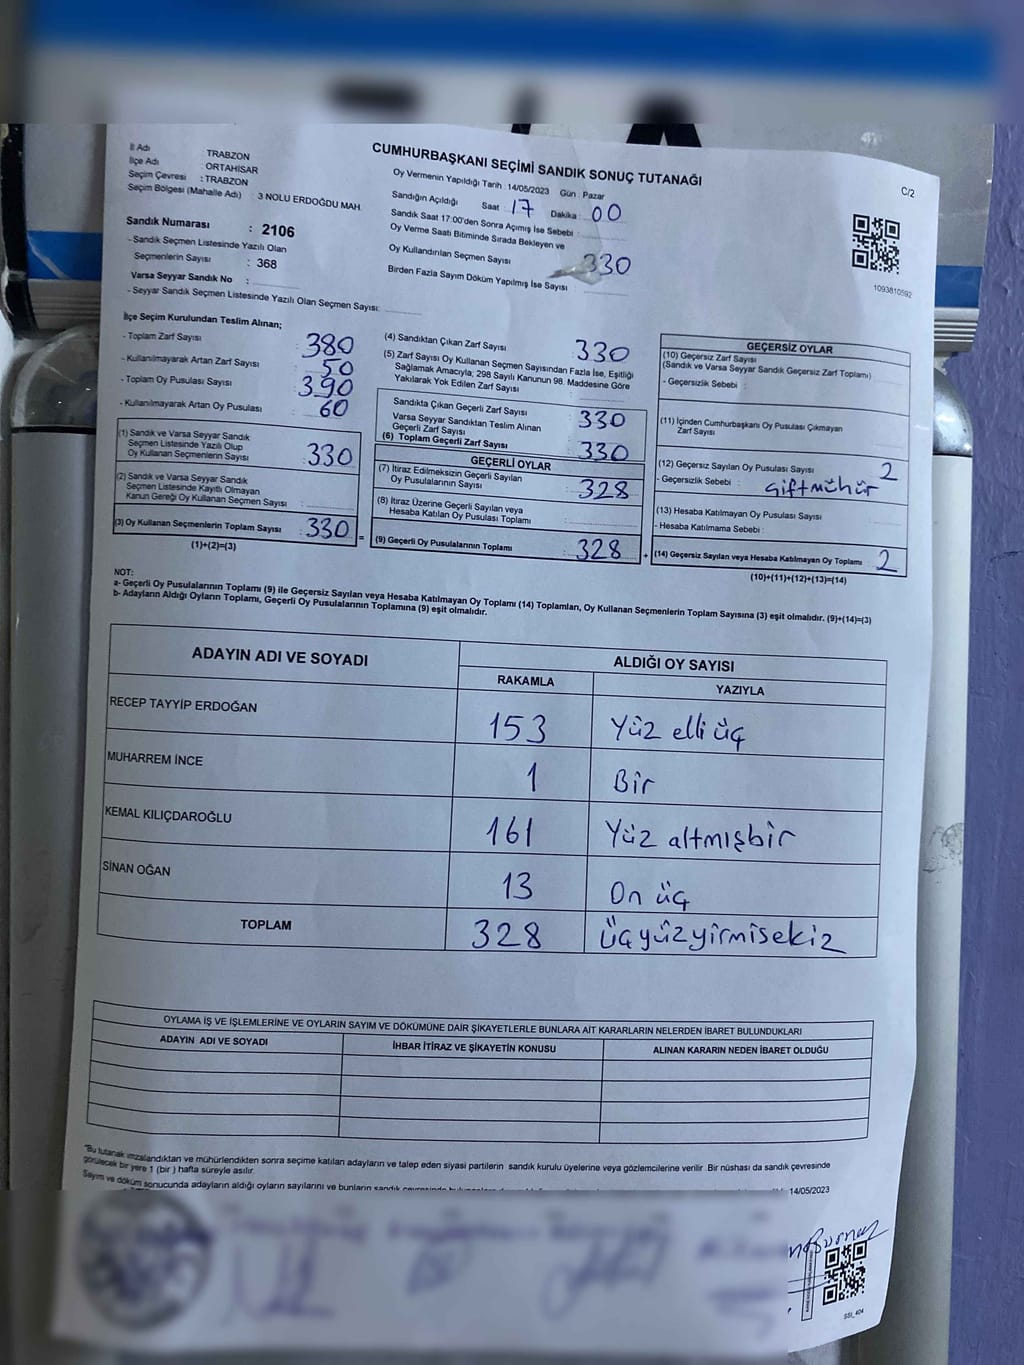 CUMHURBAŞKANI SEÇİMİ SANDIK SONUÇ TUTANAĞI
C/2
İl Adı : TRABZON
İlçe Adı : ORTAHİSAR
Seçim Çevresi : TRABZON
Seçim Bölgesi (Mahalle Adı) 3 NOLU ERDOĞDU MAH.
Sandık Numarası : 2106
- Sandık Seçmen Listesinde Yazılı Olan
Seçmenlerin Sayısı : 368
Varsa Seyyar Sandık No :
- Seyyar Sandık Seçmen Listesinde Yazılı Olan Seçmen Sayısı:
Oy Vermenin Yapıldığı Tarih : 14/05/2023 Gün : Pazar
Sandığın Açıldığı Saat : 17 Dakika : 00
Sandık Saat 17:00'den Sonra Açımış İse Sebebi :
Oy Verme Saati Bitiminde Sırada Bekleyen ve
Oy Kullandırılan Seçmen Sayısı : 330
Birden Fazla Sayım Döküm Yapılmış İse Sayısı
1093810592
İlçe Seçim Kurulundan Teslim Alınan;
- Toplam Zarf Sayısı : 380
- Kullanılmayarak Artan Zarf Sayısı : 50
- Toplam Oy Pusulası Sayısı : 390
- Kullanılmayarak Artan Oy Pusulası : 60
(1) Sandık ve Varsa Seyyar Sandık
Seçmen Listesinde Yazılı Olup
Oy Kullanan Seçmenlerin Sayısı : 330
(2) Sandık ve Varsa Seyyar Sandık
Seçmen Listesinde Kayıtlı Olmayan
Kanun Gereği Oy Kullanan Seçmen Sayısı :
(3) Oy Kullanan Seçmenlerin Toplam Sayısı : 330 =
(1)+(2)=(3)
(4) Sandıktan Çıkan Zarf Sayısı : 330
(5) Zarf Sayısı Oy Kullanan Seçmen Sayısından Fazla İse, Eşitliği
Sağlamak Amacıyla; 298 Sayılı Kanunun 98. Maddesine Göre
Yakılarak Yok Edilen Zarf Sayısı :
Sandıkta Çıkan Geçerli Zarf Sayısı : 330
Varsa Seyyar Sandıktan Teslim Alınan
Geçerli Zarf Sayısı :
(6) Toplam Geçerli Zarf Sayısı : 330
GEÇERLİ OYLAR
(7) İtiraz Edilmeksizin Geçerli Sayılan
Oy Pusulalarının Sayısı : 328
(8) İtiraz Üzerine Geçerli Sayılan veya
Hesaba Katılan Oy Pusulası Toplamı :
(9) Geçerli Oy Pusulalarının Toplamı : 328 +
GEÇERSİZ OYLAR
(10) Geçersiz Zarf Sayısı
(Sandık ve Varsa Seyyar Sandık Geçersiz Zarf Toplamı)
- Geçersizlik Sebebi :
(11) İçinden Cumhurbaşkanı Oy Pusulası Çıkmayan
Zarf Sayısı
(12) Geçersiz Sayılan Oy Pusulası Sayısı : 2
- Geçersizlik Sebebi : Çift mühür
(13) Hesaba Katılmayan Oy Pusulası Sayısı
- Hesaba Katılmama Sebebi :
(14) Geçersiz Sayılan veya Hesaba Katılmayan Oy Toplamı : 2
(10)+(11)+(12)+(13)=(14)
NOT:
a- Geçerli Oy Pusulalarının Toplamı (9) ile Geçersiz Sayılan veya Hesaba Katılmayan Oy Toplamı (14) Toplamları, Oy Kullanan Seçmenlerin Toplam Sayısına (3) eşit olmalıdır. (9)+(14)=(3)
b- Adayların Aldığı Oyların Toplamı, Geçerli Oy Pusulalarının Toplamına (9) eşit olmalıdır.
ADAYIN ADI VE SOYADI ALDIĞI OY SAYISI
RAKAMLA YAZIYLA
RECEP TAYYİP ERDOĞAN 153 Yüz elli üç
MUHARREM İNCE 1 Bir
KEMAL KILIÇDAROĞLU 161 Yüz altmışbir
SİNAN OĞAN 13 On üç
TOPLAM 328 Üçyüzyirmisekiz
OYLAMA İŞ VE İŞLEMLERİNE VE OYLARIN SAYIM VE DÖKÜMÜNE DAİR ŞİKAYETLERLE BUNLARA AİT KARARLARIN NELERDEN İBARET BULUNDUKLARI
ADAYIN ADI VE SOYADI İHBAR İTİRAZ VE ŞİKAYETİN KONUSU ALINAN KARARIN NEDEN İBARET OLDUĞU
"Bu tutanak imzalandıktan ve mühürlendikten sonra seçime katılan adayların ve talep eden siyasi partilerin sandık kurulu üyelerine veya gözlemcilerine verilir .Bir nüshası da sandık çevresinde
görülecek bir yere 1 (bir ) hafta süreyle asılır.
Sayım ve döküm sonucunda adayların aldığı oyların sayılarını ve bunların sandık
14/05/2023
SSI_404